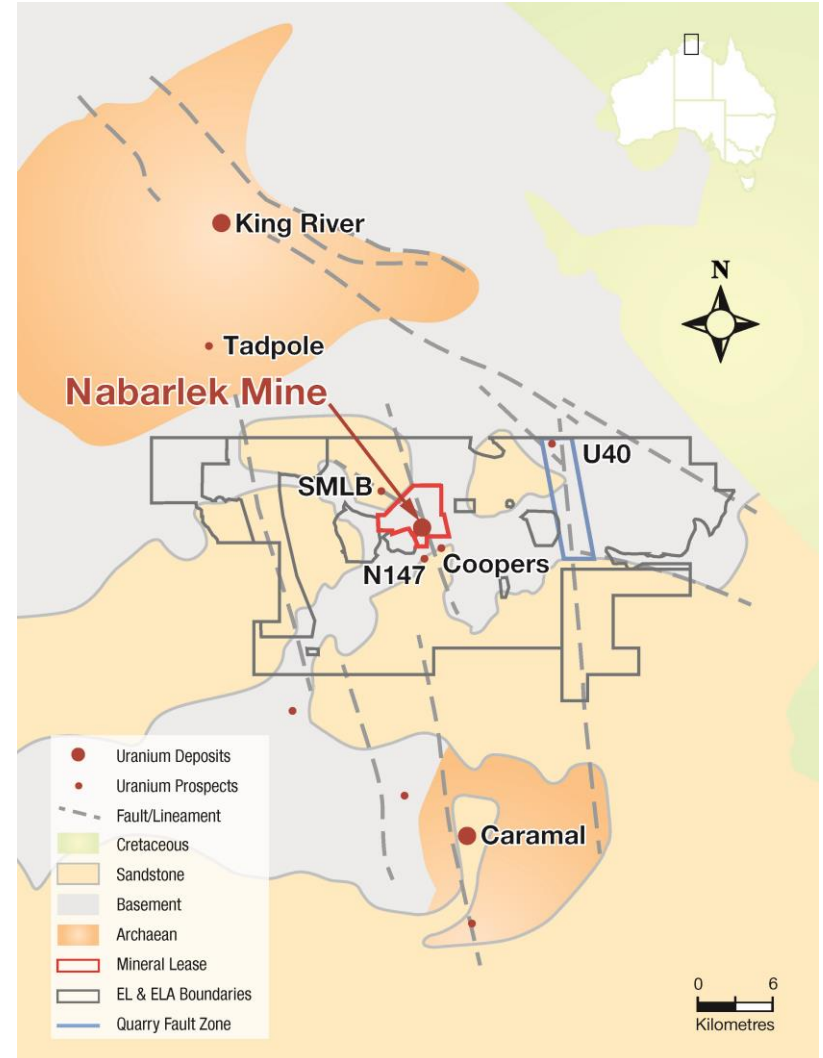 King River
N
Tadpole
Nabarlek Mine
U40
SMLB
Coopers
N147
Uranium Deposits
Uranium Prospects
Fault/Lineament
Cretaceous
Sandstone
Basement
Archaean
Mineral Lease
EL & ELA Boundaries
Quarry Fault Zone
Caramal
0 6
Kilometres